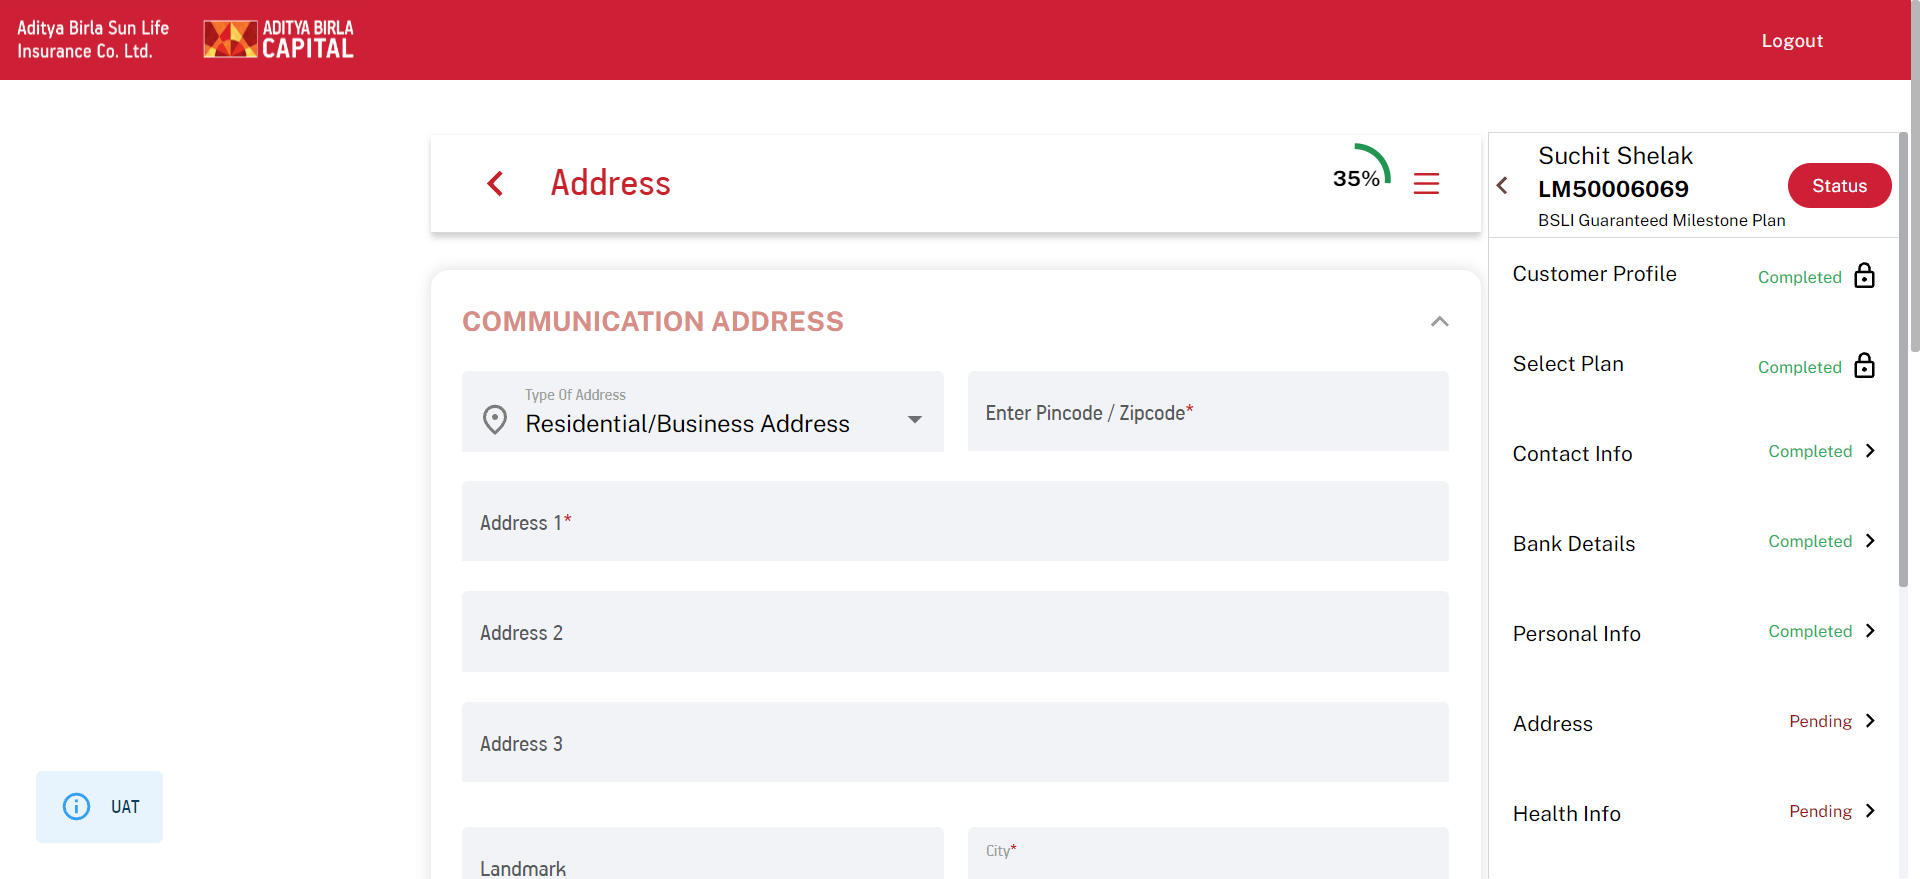 Aditya Birla Sun Life
Insurance Co. Ltd.
ADITYA BIRLA
CAPITAL
Logout
Address
35%
Suchit Shelak
LM50006069
BSLI Guaranteed Milestone Plan
Status
COMMUNICATION ADDRESS
Type Of Address
Residential/Business Address
Enter Pincode / Zipcode*
Address 1*
Address 2
Address 3
Landmark
City*
Customer Profile Completed
Select Plan Completed
Contact Info Completed
Bank Details Completed
Personal Info Completed
Address Pending
Health Info Pending
UAT